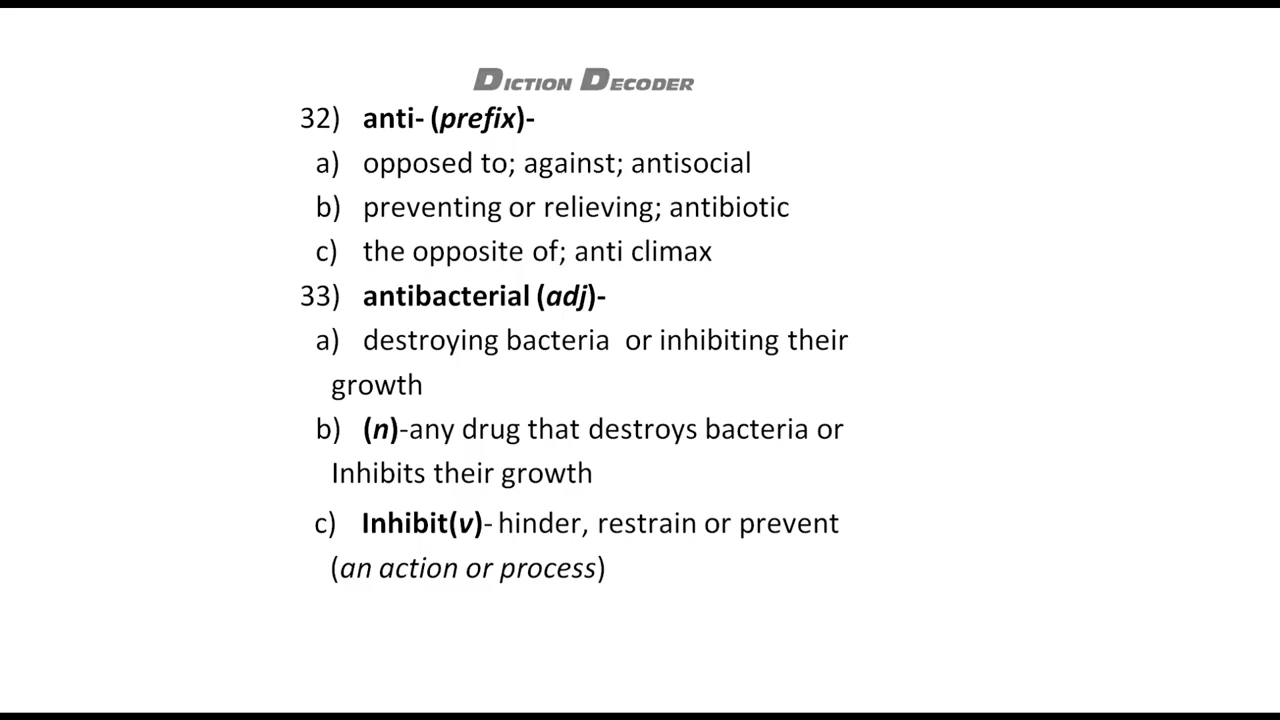 DICTION DECODER
32) anti- (prefix)-
a) opposed to; against; antisocial
b) preventing or relieving; antibiotic
c) the opposite of; anti climax
33) antibacterial (adj)-
a) destroying bacteria or inhibiting their
growth
b) (n)-any drug that destroys bacteria or
Inhibits their growth
c) Inhibit(v)- hinder, restrain or prevent
(an action or process)